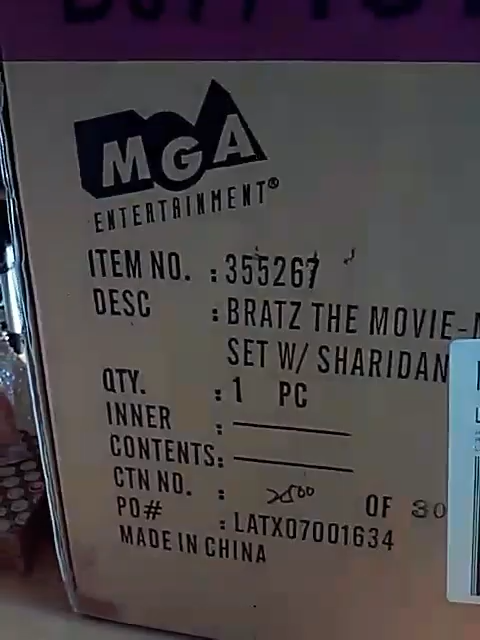 MGA
ENTERTAINMENT®
ITEM NO. : 355267
DESC : BRATZ THE MOVIE-
SET W/ SHARIDAN
QTY. : 1 PC
INNER :
CONTENTS:
CTN NO. : 2500 OF 30
PO# : LATX07001634
MADE IN CHINA